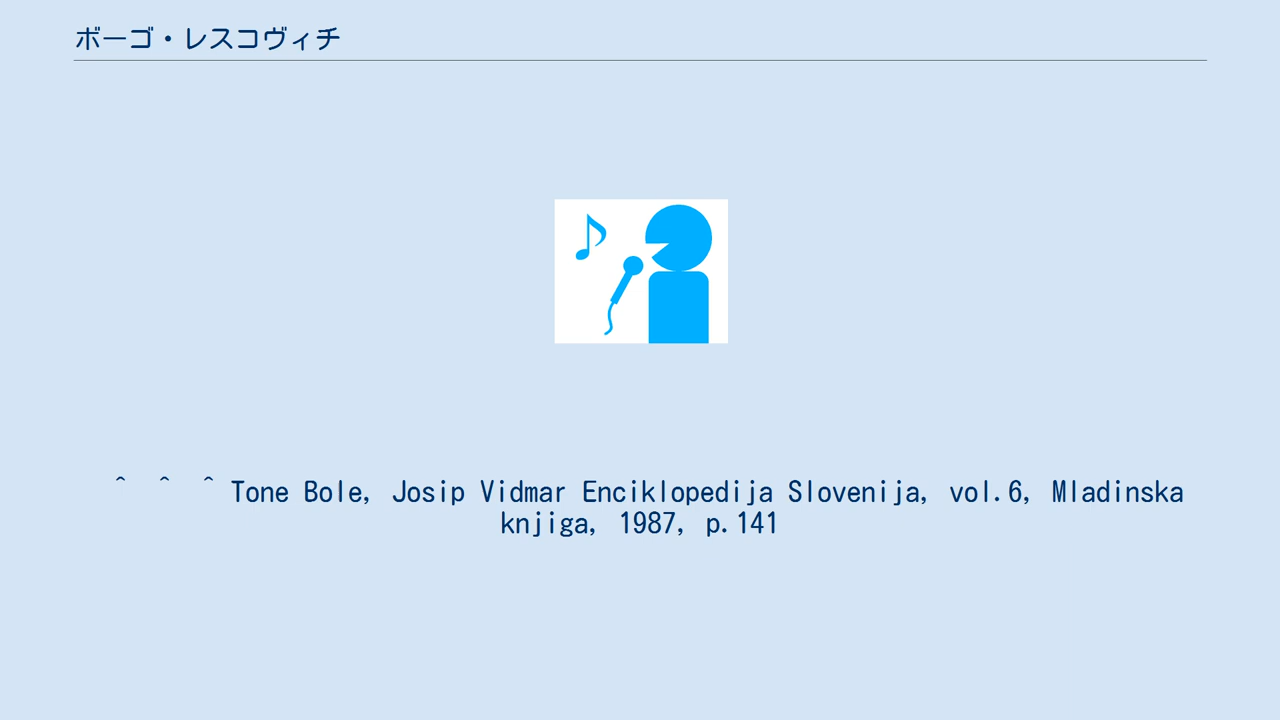 ボーゴ・レスコヴィチ
^ ^ ^ Tone Bole, Josip Vidmar Enciklopedija Slovenija, vol.6, Mladinska
knjiga, 1987, p.141